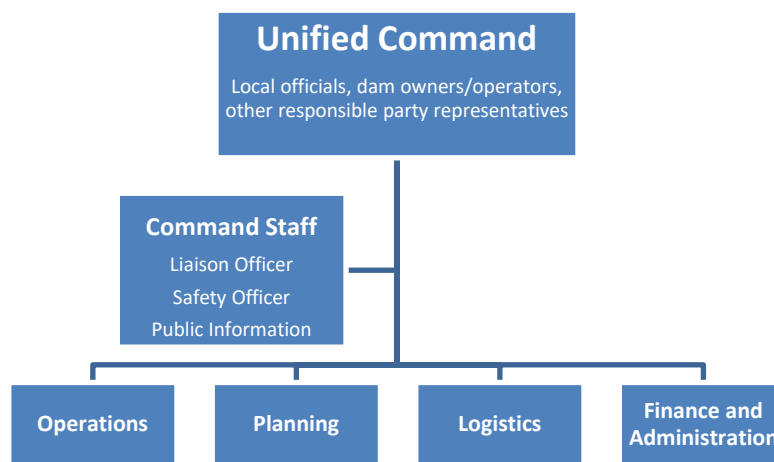 Unified Command
Local officials, dam owners/operators,
other responsible party representatives
Command Staff
Liaison Officer
Safety Officer
Public Information
Operations
Planning
Logistics
Finance and
Administration